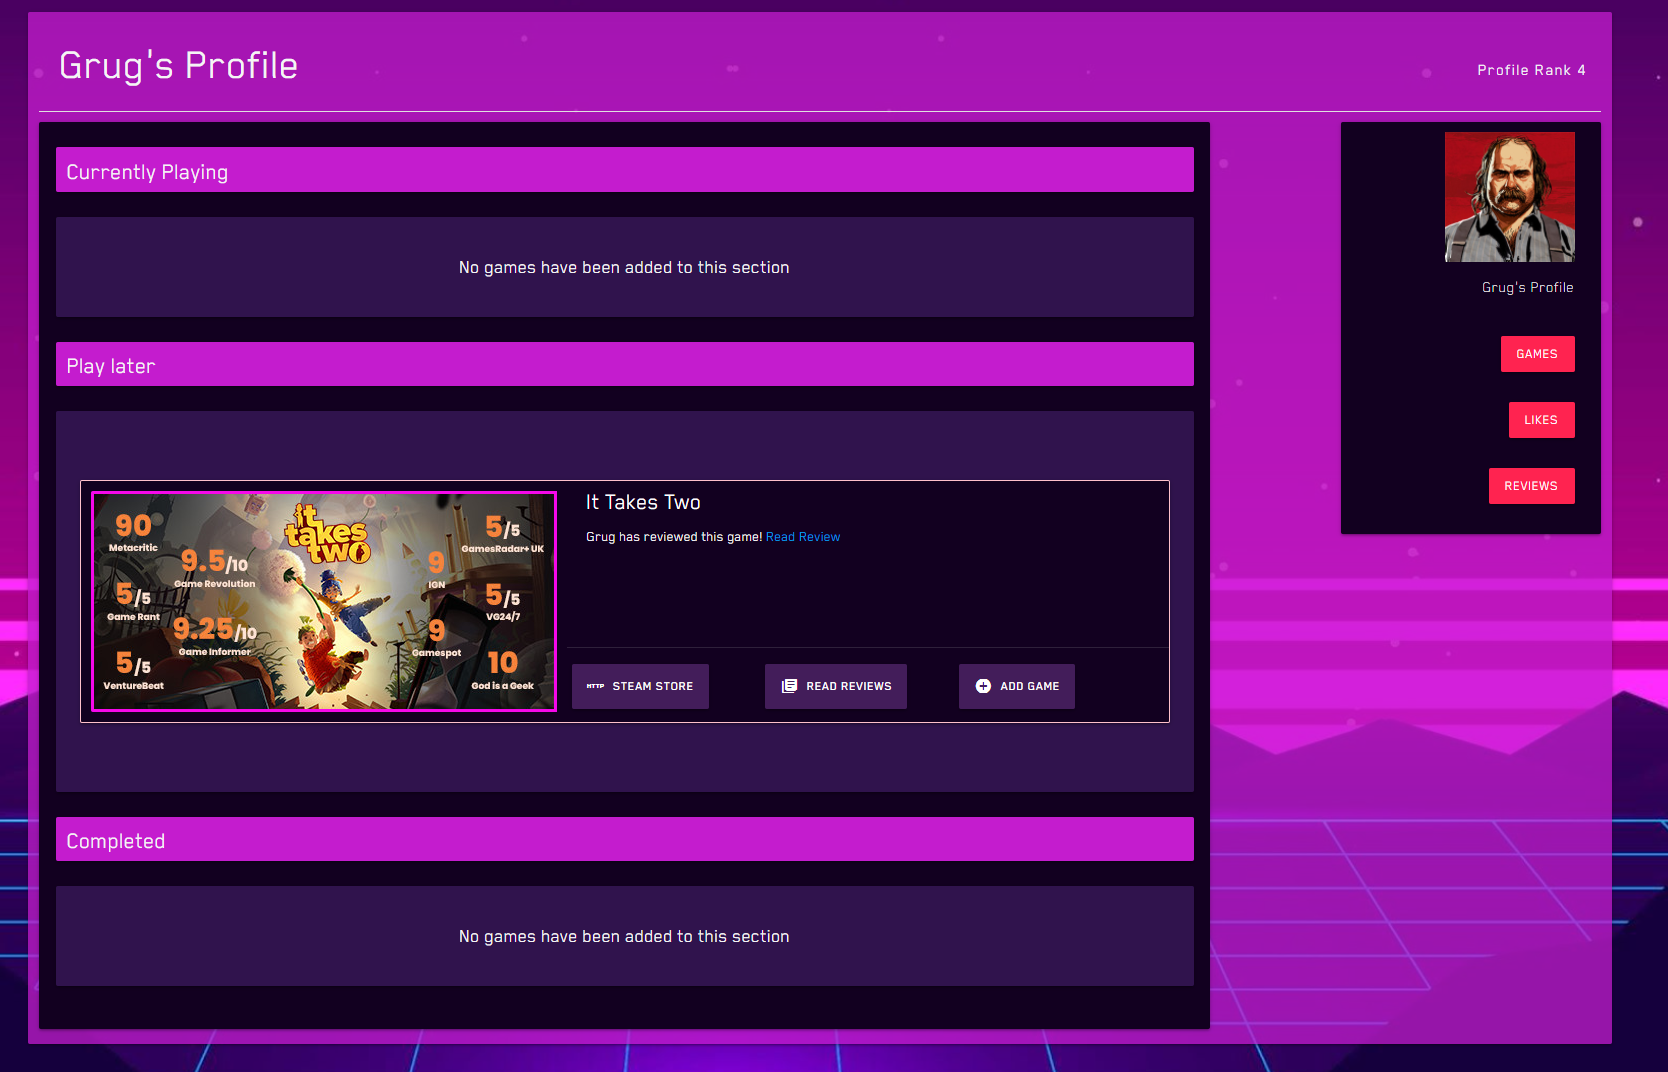 Grug's Profile
Profile Rank 4
Currently Playing
No games have been added to this section
Play later
90
Metacritic
9.5/10
Game Revolution
5/5
Game Rant
9.25/10
Game Informer
5/5
VentureBeat
it
takes
two
5/5
GamesRadar+ UK
9
IGN
5/5
VG24/7
9
Gamespot
10
God is a Geek
It Takes Two
Grug has reviewed this game! Read Review
HTTP STEAM STORE
READ REVIEWS
ADD GAME
Completed
No games have been added to this section
Grug's Profile
GAMES
LIKES
REVIEWS